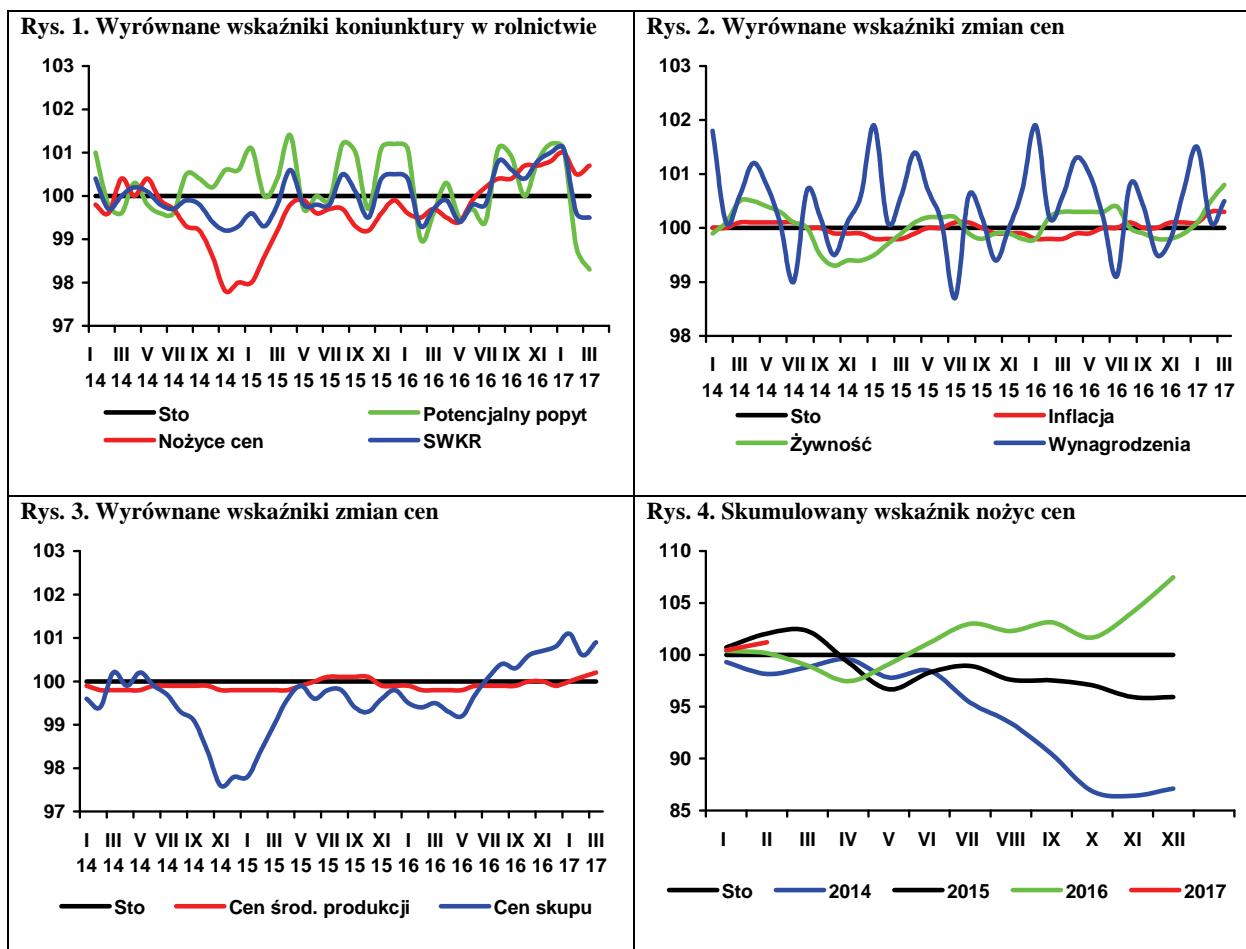 Rys. 1. Wyrównane wskaźniki koniunktury w rolnictwie
103
102
101
100
99
98
97
I III V VII IX XI I III V VII IX XI I III V VII IX XI I III
14 14 14 14 14 14 15 15 15 15 15 15 16 16 16 16 16 16 17 17
Sto Potencjalny popyt
Nożyce cen SWKR
Rys. 2. Wyrównane wskaźniki zmian cen
103
102
101
100
99
98
I III V VII IX XI I III V VII IX XI I III V VII IX XI I III
14 14 14 14 14 14 15 15 15 15 15 15 16 16 16 16 16 16 17 17
Sto Inflacja
Żywność Wynagrodzenia
Rys. 3. Wyrównane wskaźniki zmian cen
103
102
101
100
99
98
97
I III V VII IX XI I III V VII IX XI I III V VII IX XI I III
14 14 14 14 14 14 15 15 15 15 15 15 16 16 16 16 16 16 17 17
Sto Cen środ. produkcji Cen skupu
Rys. 4. Skumulowany wskaźnik nożyc cen
110
105
100
95
90
85
I II III IV V VI VII VIII IX X XI XII
Sto 2014 2015 2016 2017